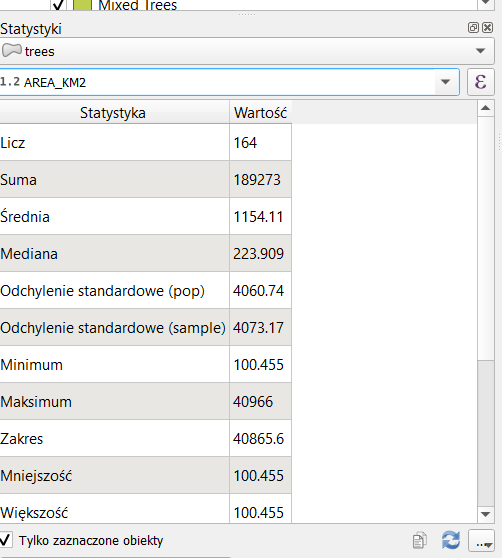 Mixed Trees
Statystyki
trees
1.2 AREA_KM2
ε
Statystyka Wartość
Licz 164
Suma 189273
Średnia 1154.11
Mediana 223.909
Odchylenie standardowe (pop) 4060.74
Odchylenie standardowe (sample) 4073.17
Minimum 100.455
Maksimum 40966
Zakres 40865.6
Mniejszość 100.455
Większość 100.455
Tylko zaznaczone obiekty
...